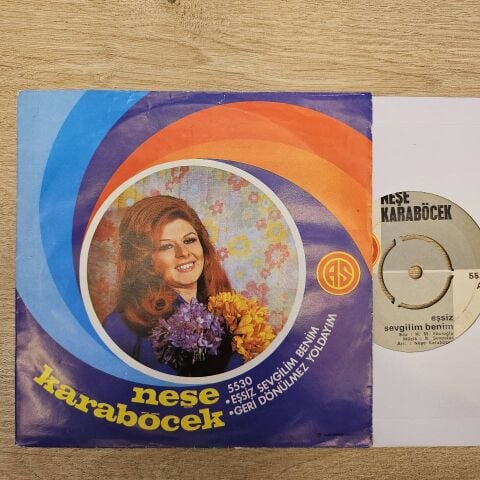 neşe
karaböcek
5530
•EŞSİZ SEVGİLİM BENİM
•GERİ DÖNÜLMEZ YOLDAYIM
AS
NEŞE
KARABÖCEK
eşsiz
sevgilim benim